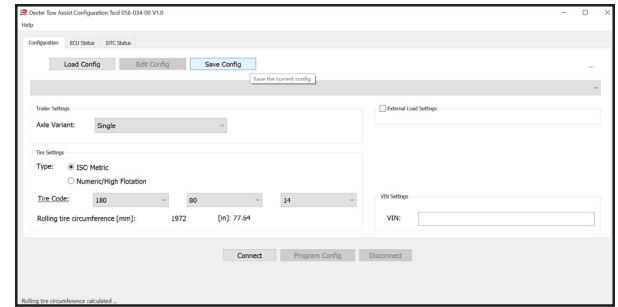 Dexter Tow Assist Configuration Tool 058-034-00 V1.0
Help
Configuration ECU Status DTC Status
Load Config Edit Config Save Config ...
Save the current config
Trailer Settings External Load Settings
Axle Variant: Single
Tire Settings
Type: ISO Metric
Numeric/High Flotation
Tire Code: 180 80 14 VIN Settings
Rolling tire circumference [mm]: 1972 [in]: 77.64 VIN:
Connect Program Config Disconnect
Rolling tire circumference calculated ...